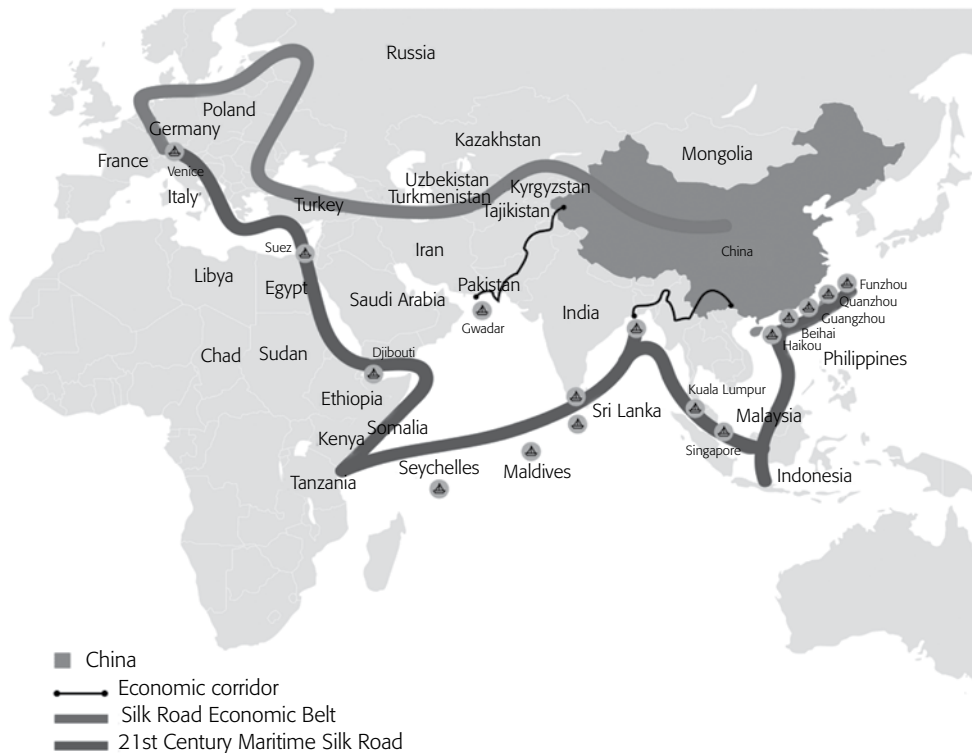 Russia
Poland
Germany
Kazakhstan
Mongolia
France
Venice
Uzbekistan
Kyrgyzstan
Italy
Turkmenistan
Turkey
Tajikistan
Suez
Iran
China
Libya
Egypt
Pakistan
Saudi Arabia
Funzhou
Quanzhou
India
Guangzhou
Gwadar
Beihai
Haikou
Chad
Sudan
Djibouti
Philippines
Ethiopia
Kuala Lumpur
Sri Lanka
Malaysia
Somalia
Kenya
Singapore
Seychelles
Maldives
Tanzania
Indonesia
China
Economic corridor
Silk Road Economic Belt
21st Century Maritime Silk Road